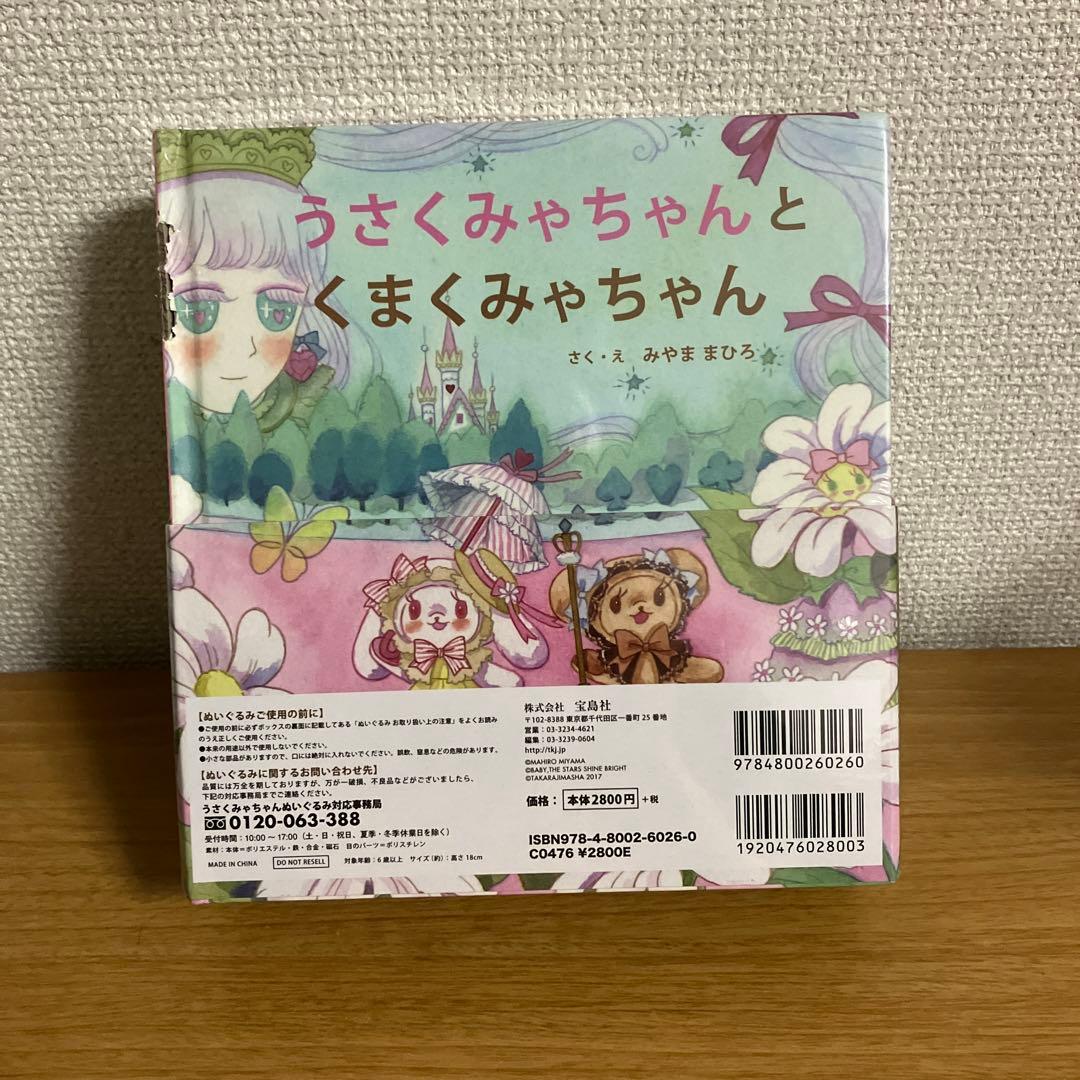 うさくみゃちゃんと
くまくみゃちゃん
さく・え みやま まひろ
【ぬいぐるみご使用の前に】
●ご使用の前に必ずボックスの裏面に記載してある「ぬいぐるみ お取り扱い上の注意」をよくお読み
のうえ正しくご使用ください。
●本来の用途以外で使用しないでください。
●小さな部品がありますので、口には絶対に入れないでください。誤飲、窒息などの危険があります。
【ぬいぐるみに関するお問い合わせ先】
品質には万全を期しておりますが、万が一破損、不良品などがございましたら、
下記の対応事務局までご連絡ください。
うさくみゃちゃんぬいぐるみ対応事務局
0120-063-388
受付時間：10:00～17:00（土・日・祝日、夏季・冬季休業日を除く）
素材：本体＝ポリエステル・鉄・合金・磁石 目のパーツ＝ポリスチレン
MADE IN CHINA DO NOT RESELL 対象年齢：6歳以上 サイズ（約）：高さ18cm
株式会社 宝島社
〒102-8388 東京都千代田区一番町25番地
営業：03-3234-4621
編集：03-3239-0604
http://tkj.jp
©MAHIRO MIYAMA
©BABY,THE STARS SHINE BRIGHT
©TAKARAJIMASHA 2017
価格：本体2800円+税
ISBN978-4-8002-6026-0
C0476 ¥2800E
9784800260260
1920476028003